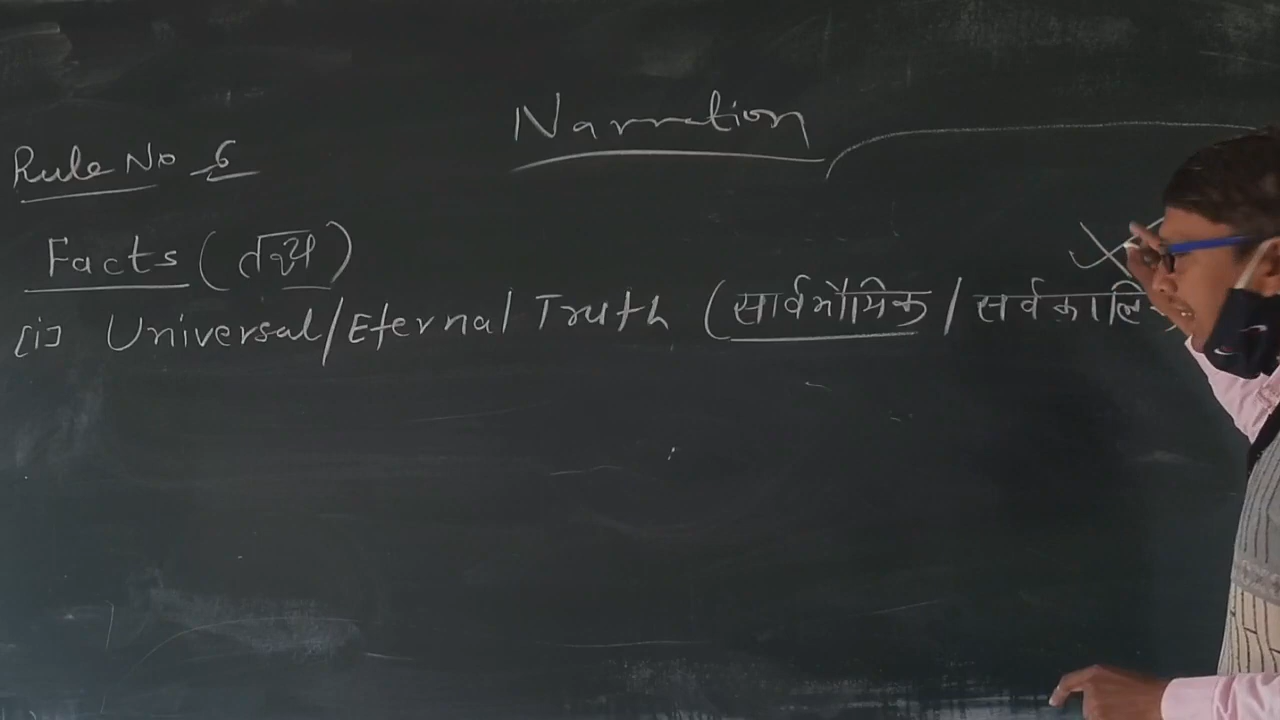 Narration
Rule No 6
Facts (तथ्य)
(i) Universal/Eternal Truth (सार्वभौमिक / सर्वकालि